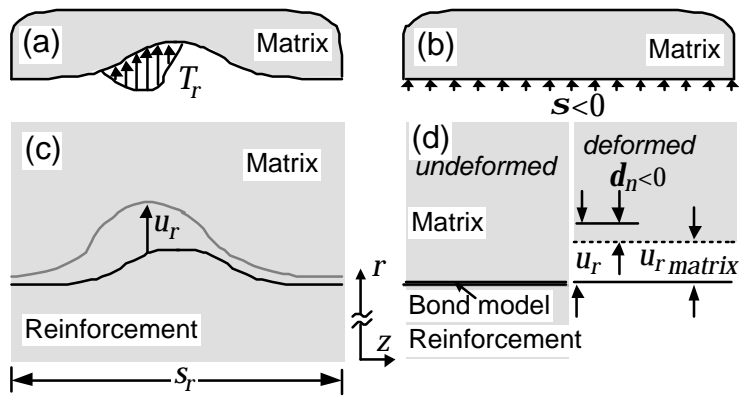 (a)
Matrix
T_r
(b)
Matrix
s<0
(c)
Matrix
u_r
Reinforcement
s_r
r
z
(d)
undeformed
deformed
d_n<0
Matrix
u_r
u_r matrix
Bond model
Reinforcement